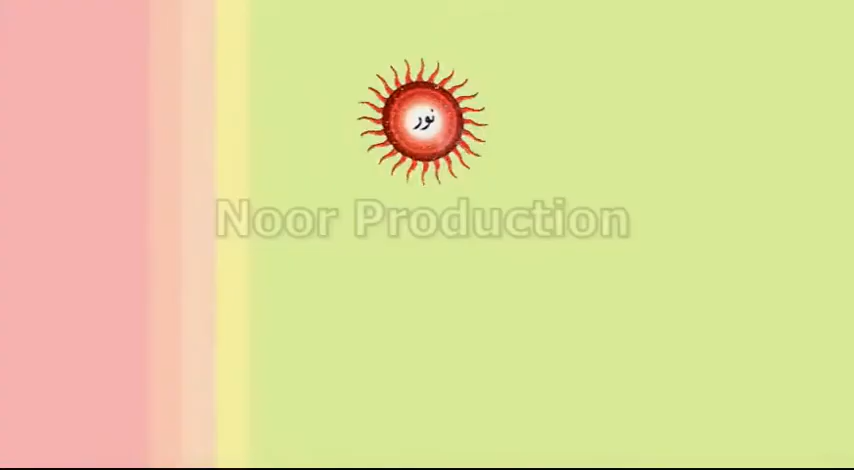 نور
Noor Production